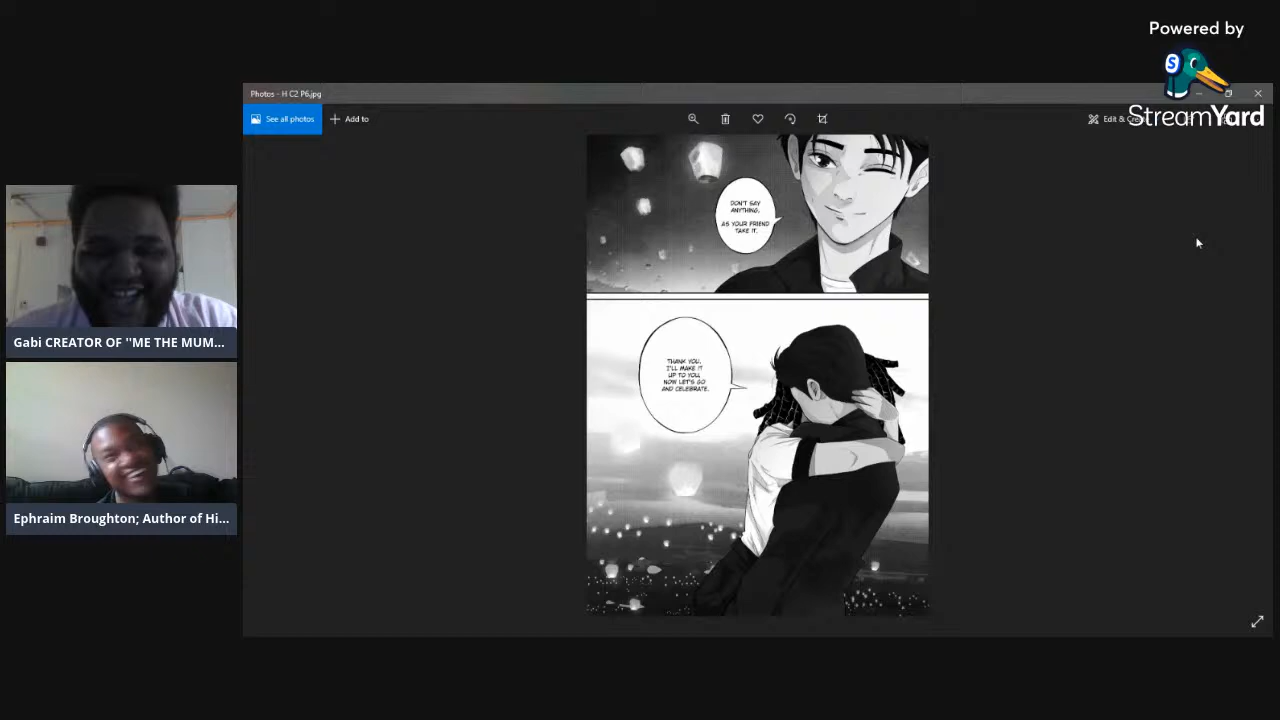 Powered by
StreamYard
Photos - H C2 P6.jpg
See all photos
Add to
DON'T SAY
ANYTHING,
AS YOUR FRIEND
TAKE IT.
THANK YOU,
I'LL MAKE IT
UP TO YOU,
NOW LET'S GO
AND CELEBRATE.
Gabi CREATOR OF "ME THE MUM...
Ephraim Broughton; Author of Hi...
Edit &